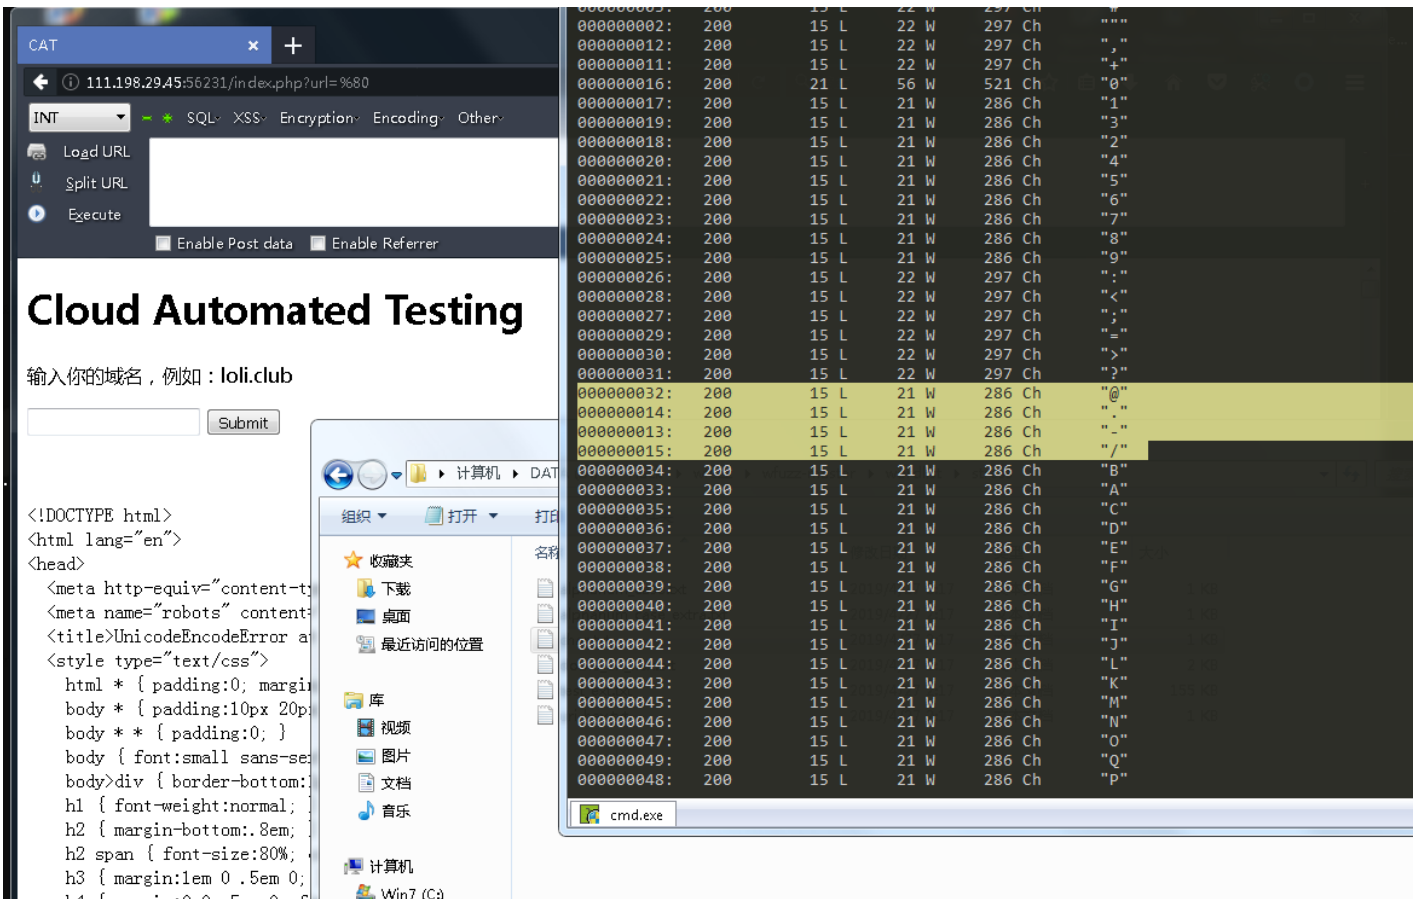 CAT × +
111.198.29.45:56231/index.php?url=%80
INT SQL XSS Encryption Encoding Other
Load URL
Split URL
Execute
Enable Post data Enable Referrer
Cloud Automated Testing
输入你的域名，例如：loli.club
Submit
<!DOCTYPE html>
<html lang="en">
<head>
<meta http-equiv="content-ty
<meta name="robots" content
<title>UnicodeEncodeError a
<style type="text/css">
html * { padding:0; margi
body * { padding:10px 20p
body * * { padding:0; }
body { font:small sans-se
body>div { border-bottom:
h1 { font-weight:normal;
h2 { margin-bottom:.8em;
h2 span { font-size:80%;
h3 { margin:1em 0 .5em 0;
计算机 DAT
组织 打开 打印
名称
收藏夹
下载
桌面
最近访问的位置
库
视频
图片
文档
音乐
计算机
Win7 (C:)
000000003: 200 15 L 22 W 297 Ch "#"
000000002: 200 15 L 22 W 297 Ch """
000000012: 200 15 L 22 W 297 Ch ","
000000011: 200 15 L 22 W 297 Ch "+"
000000016: 200 21 L 56 W 521 Ch "0"
000000017: 200 15 L 21 W 286 Ch "1"
000000019: 200 15 L 21 W 286 Ch "3"
000000018: 200 15 L 21 W 286 Ch "2"
000000020: 200 15 L 21 W 286 Ch "4"
000000021: 200 15 L 21 W 286 Ch "5"
000000022: 200 15 L 21 W 286 Ch "6"
000000023: 200 15 L 21 W 286 Ch "7"
000000024: 200 15 L 21 W 286 Ch "8"
000000025: 200 15 L 21 W 286 Ch "9"
000000026: 200 15 L 22 W 297 Ch ":"
000000028: 200 15 L 22 W 297 Ch "<"
000000027: 200 15 L 22 W 297 Ch ";"
000000029: 200 15 L 22 W 297 Ch "="
000000030: 200 15 L 22 W 297 Ch ">"
000000031: 200 15 L 22 W 297 Ch "?"
000000032: 200 15 L 21 W 286 Ch "@"
000000014: 200 15 L 21 W 286 Ch "."
000000013: 200 15 L 21 W 286 Ch "-"
000000015: 200 15 L 21 W 286 Ch "/"
000000034: 200 15 L 21 W 286 Ch "B"
000000033: 200 15 L 21 W 286 Ch "A"
000000035: 200 15 L 21 W 286 Ch "C"
000000036: 200 15 L 21 W 286 Ch "D"
000000037: 200 15 L 21 W 286 Ch "E"
000000038: 200 15 L 21 W 286 Ch "F"
000000039: 200 15 L 21 W 286 Ch "G"
000000040: 200 15 L 21 W 286 Ch "H"
000000041: 200 15 L 21 W 286 Ch "I"
000000042: 200 15 L 21 W 286 Ch "J"
000000044: 200 15 L 21 W 286 Ch "L"
000000043: 200 15 L 21 W 286 Ch "K"
000000045: 200 15 L 21 W 286 Ch "M"
000000046: 200 15 L 21 W 286 Ch "N"
000000047: 200 15 L 21 W 286 Ch "O"
000000049: 200 15 L 21 W 286 Ch "Q"
000000048: 200 15 L 21 W 286 Ch "P"
cmd.exe